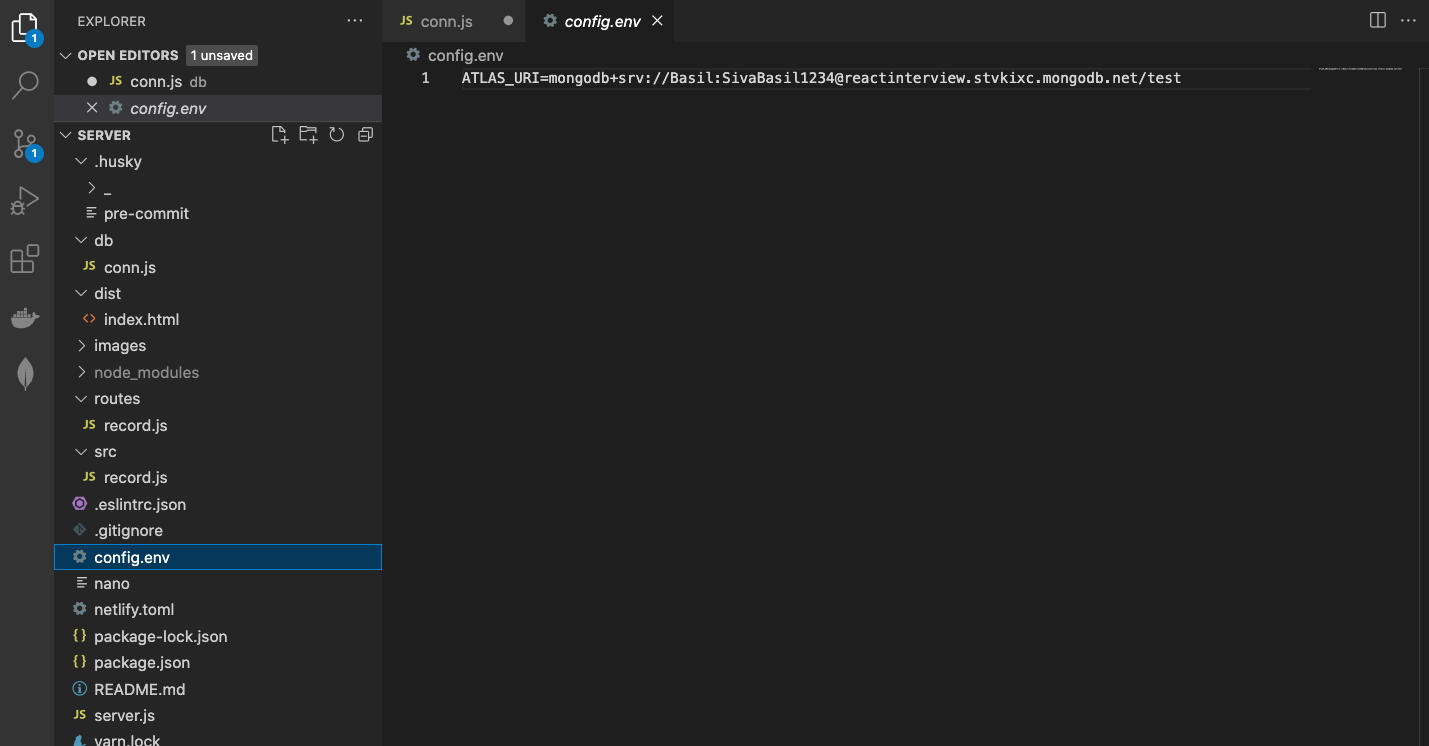 EXPLORER
OPEN EDITORS 1 unsaved
JS conn.js db
config.env
SERVER
.husky
_
pre-commit
db
JS conn.js
dist
<> index.html
images
node_modules
routes
JS record.js
src
JS record.js
.eslintrc.json
.gitignore
config.env
nano
netlify.toml
{} package-lock.json
{} package.json
README.md
JS server.js
yarn.lock
1
1
JS conn.js
config.env
config.env
1 ATLAS_URI=mongodb+srv://Basil:SivaBasil1234@reactinterview.stvkixc.mongodb.net/test